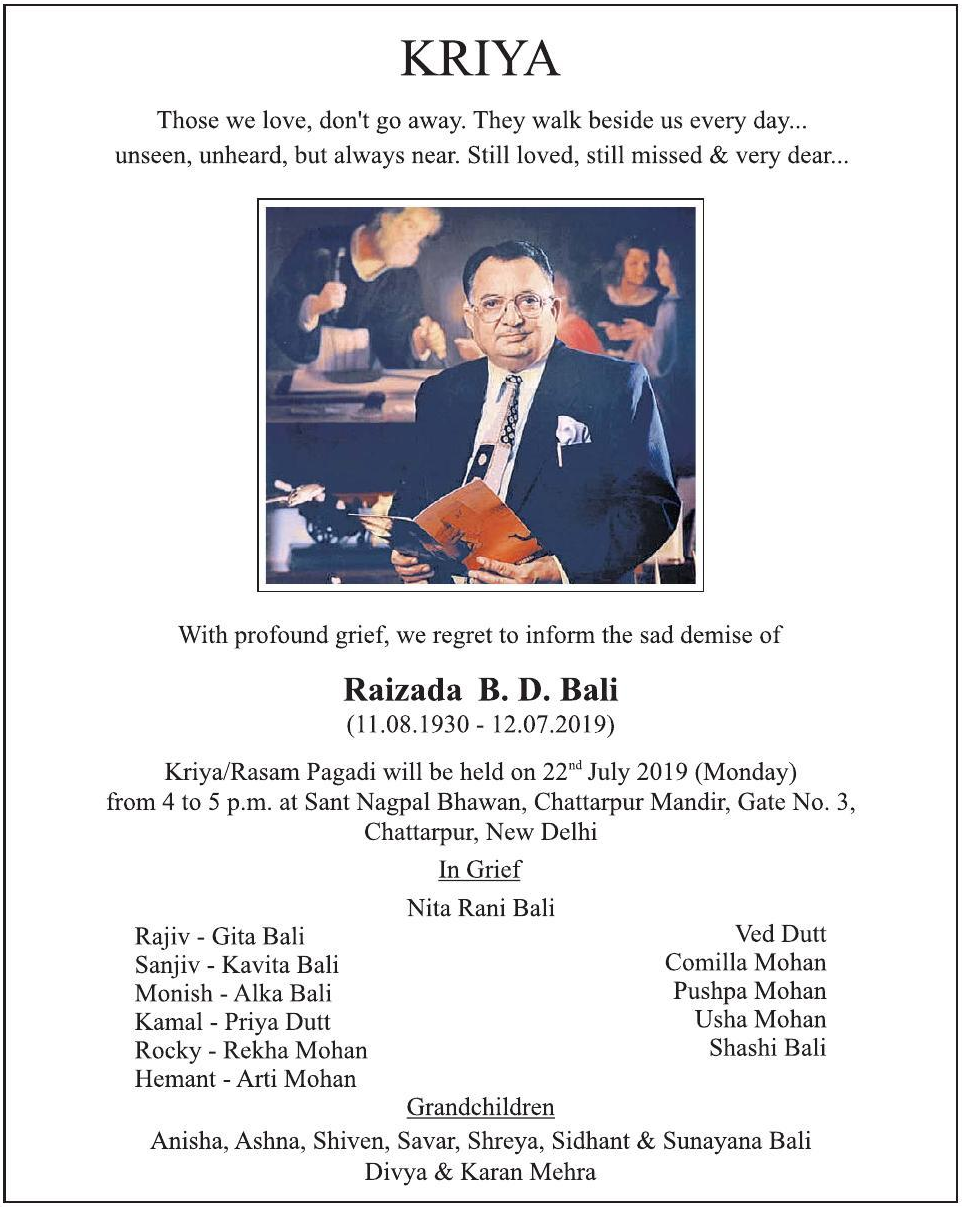 KRIYA
Those we love, don't go away. They walk beside us every day...
unseen, unheard, but always near. Still loved, still missed & very dear...
With profound grief, we regret to inform the sad demise of
Raizada B. D. Bali
(11.08.1930 - 12.07.2019)
Kriya/Rasam Pagadi will be held on 22nd July 2019 (Monday)
from 4 to 5 p.m. at Sant Nagpal Bhawan, Chattarpur Mandir, Gate No. 3,
Chattarpur, New Delhi
In Grief
Nita Rani Bali
Rajiv - Gita Bali
Sanjiv - Kavita Bali
Monish - Alka Bali
Kamal - Priya Dutt
Rocky - Rekha Mohan
Hemant - Arti Mohan
Ved Dutt
Comilla Mohan
Pushpa Mohan
Usha Mohan
Shashi Bali
Grandchildren
Anisha, Ashna, Shiven, Savar, Shreya, Sidhant & Sunayana Bali
Divya & Karan Mehra